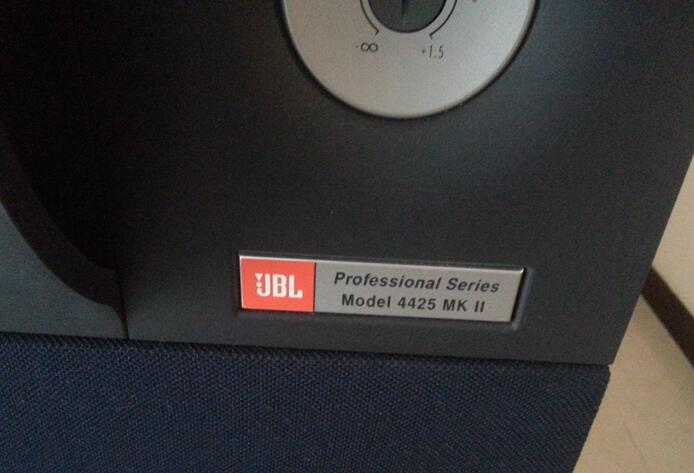 -∞ +1.5
JBL
Professional Series
Model 4425 MK II